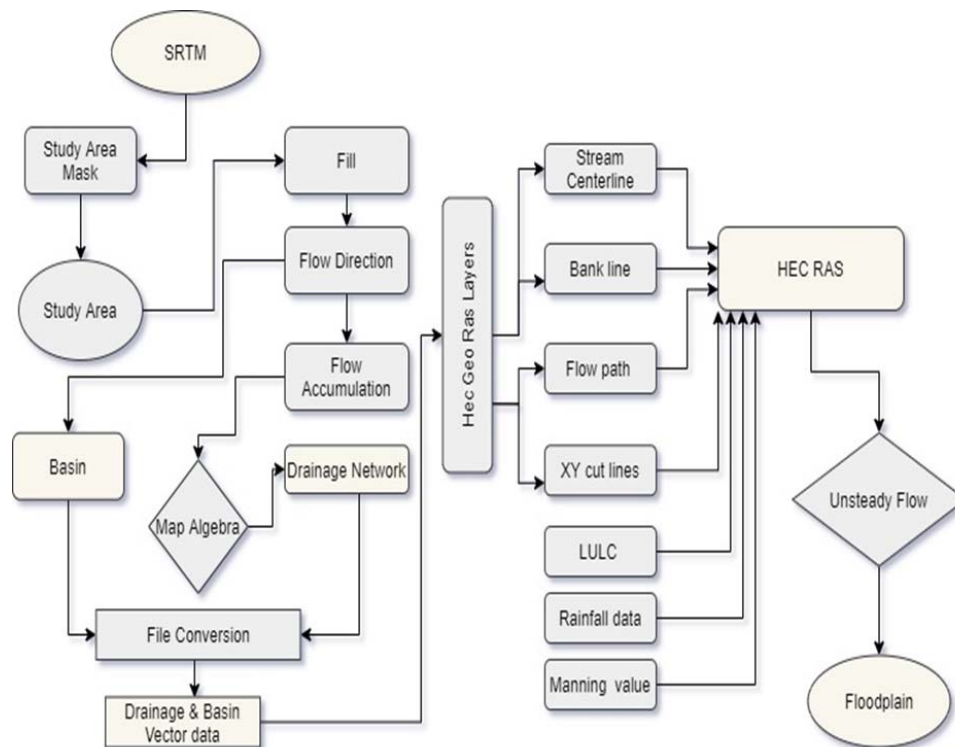 SRTM
Study Area
Mask
Study Area
Fill
Flow Direction
Flow
Accumulation
Basin
Map Algebra
Drainage Network
File Conversion
Drainage & Basin
Vector data
Hec Geo Ras Layers
Stream
Centerline
Bank line
Flow path
XY cut lines
LULC
Rainfall data
Manning value
HEC RAS
Unsteady Flow
Floodplain